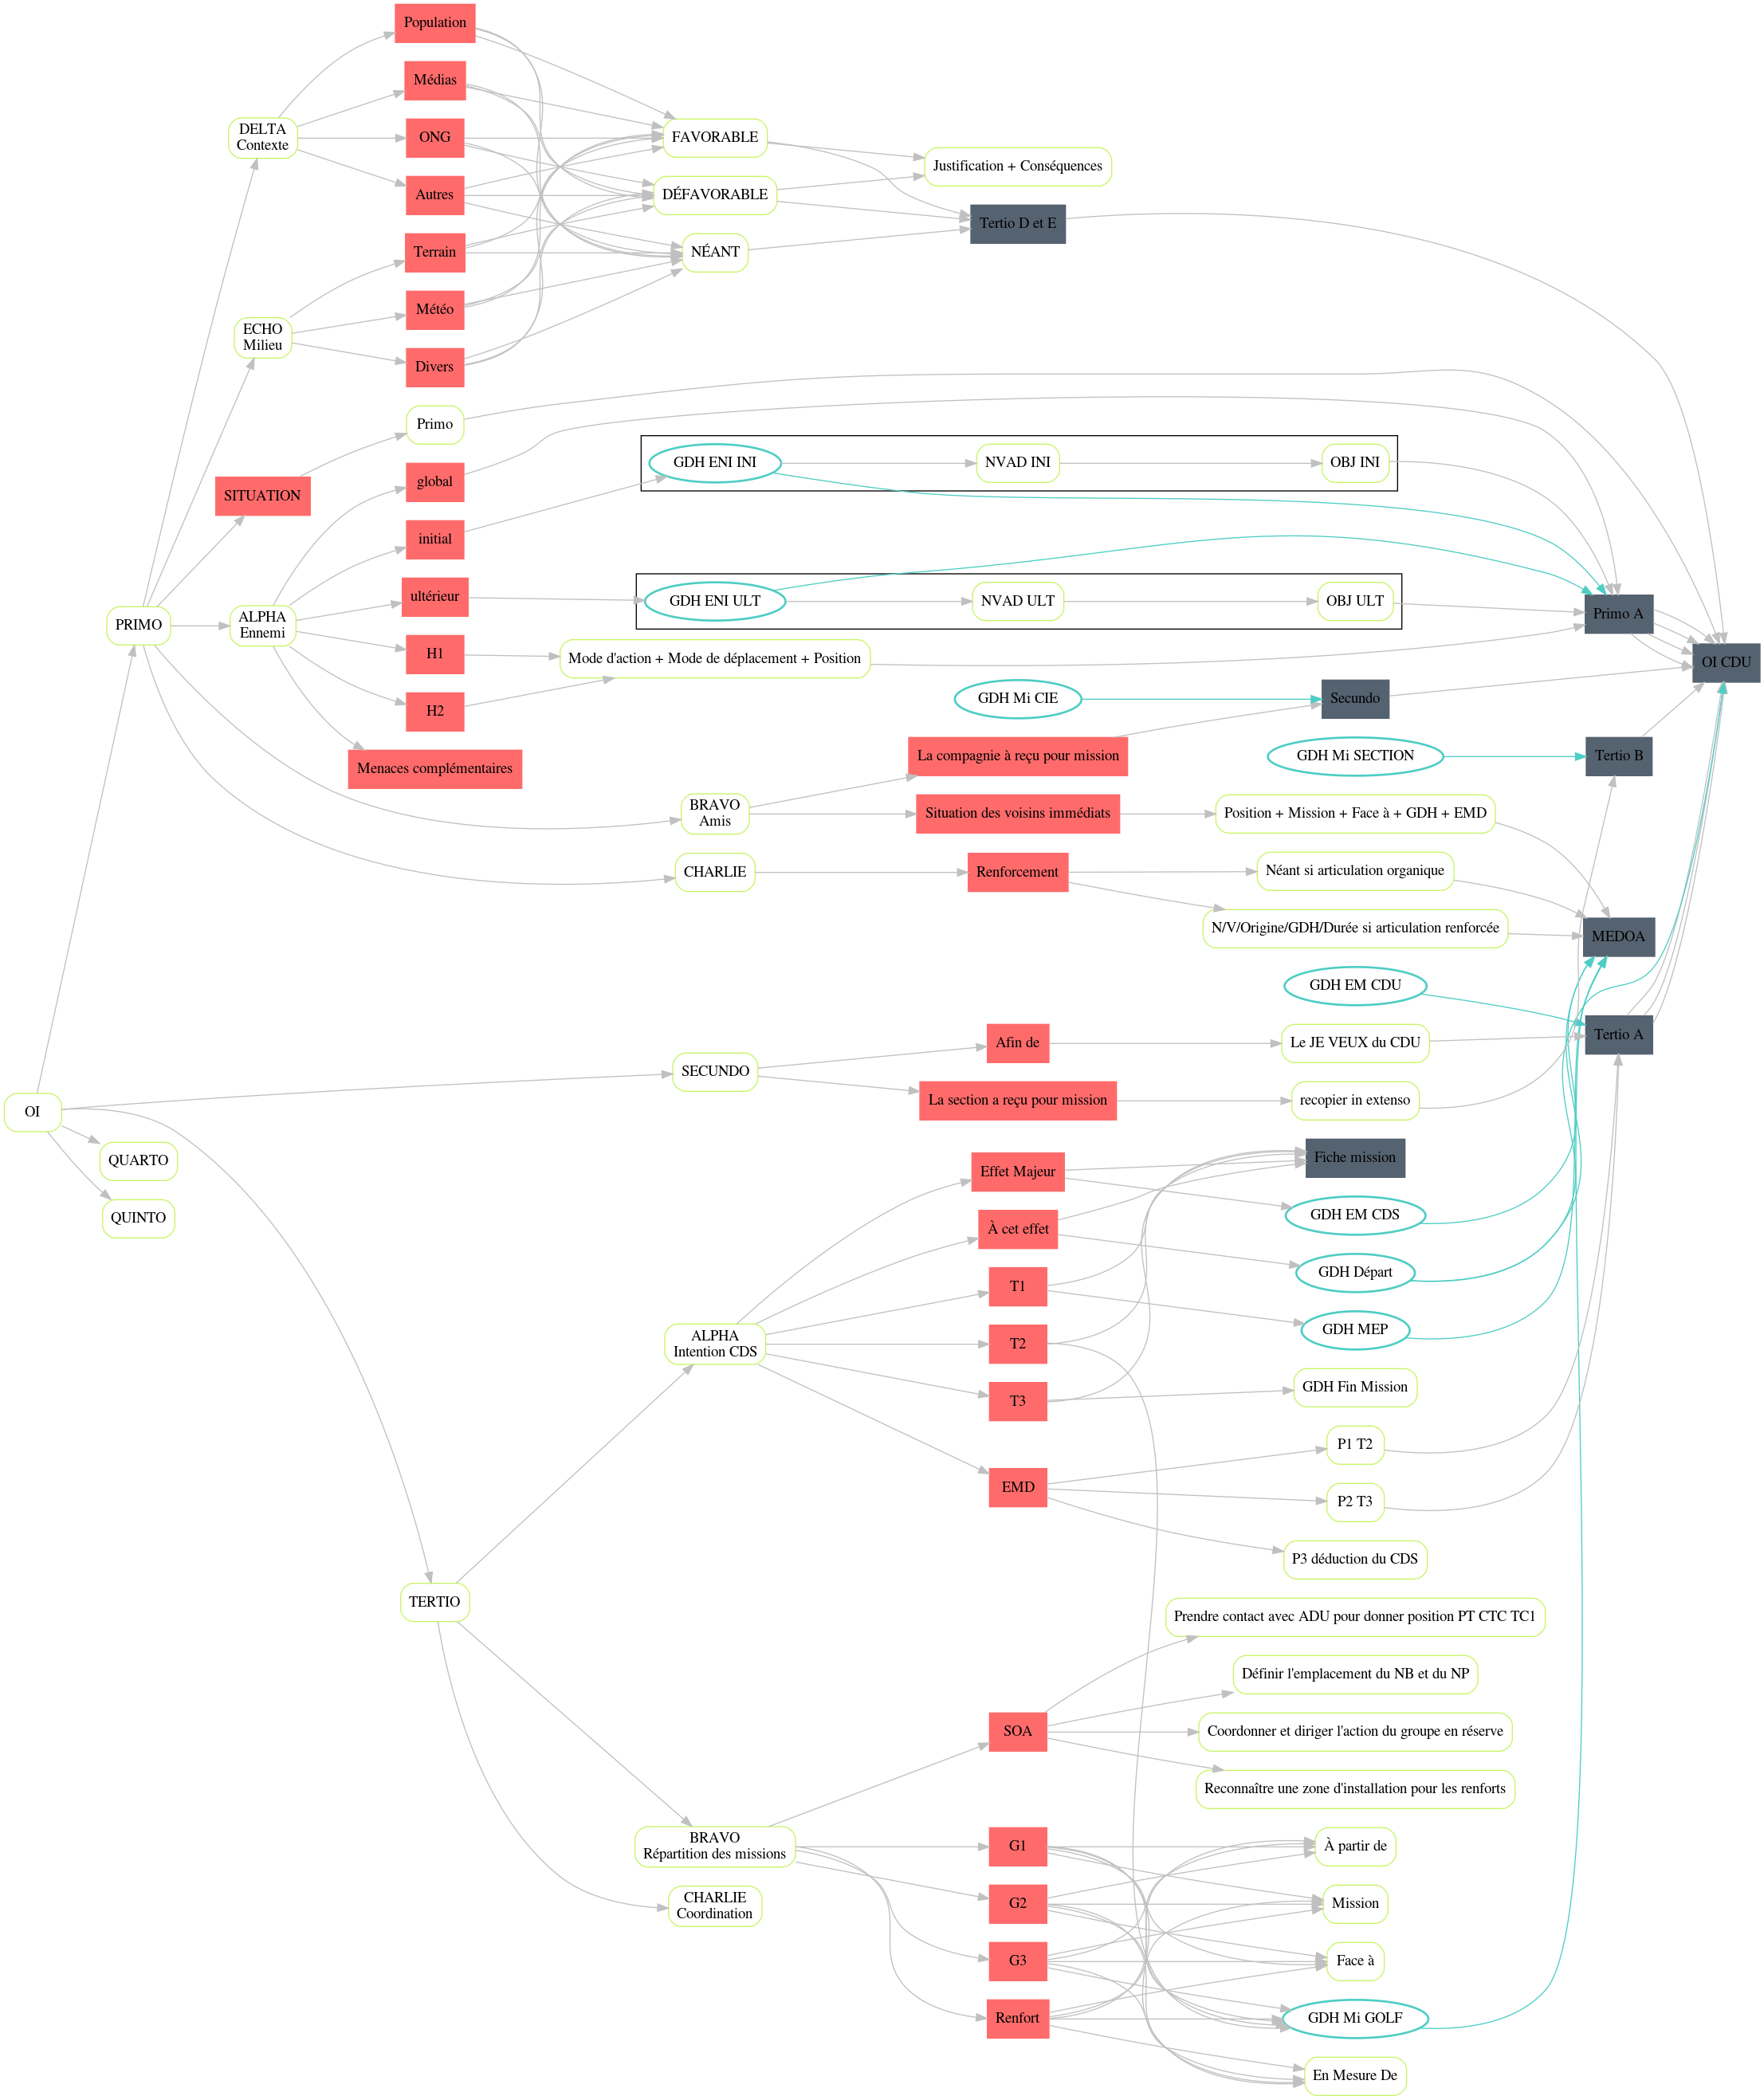 Population
Médias
ONG
Autres
Terrain
Météo
Divers
DELTA
Contexte
ECHO
Milieu
FAVORABLE
DÉFAVORABLE
NÉANT
Justification + Conséquences
Tertio D et E
Primo
SITUATION
global
initial
ultérieur
H1
H2
Menaces complémentaires
PRIMO
ALPHA
Ennemi
GDH ENI INI
NVAD INI
OBJ INI
GDH ENI ULT
NVAD ULT
OBJ ULT
Mode d'action + Mode de déplacement + Position
Primo A
OI CDU
GDH Mi CIE
Secundo
La compagnie à reçu pour mission
GDH Mi SECTION
Tertio B
BRAVO
Amis
Situation des voisins immédiats
Position + Mission + Face à + GDH + EMD
CHARLIE
Renforcement
Néant si articulation organique
N/V/Origine/GDH/Durée si articulation renforcée
MEDOA
GDH EM CDU
Tertio A
OI
SECUNDO
Afin de
Le JE VEUX du CDU
La section a reçu pour mission
recopier in extenso
QUARTO
QUINTO
Effet Majeur
Fiche mission
À cet effet
GDH EM CDS
T1
GDH Départ
T2
GDH MEP
T3
GDH Fin Mission
ALPHA
Intention CDS
EMD
P1 T2
P2 T3
P3 déduction du CDS
TERTIO
Prendre contact avec ADU pour donner position PT CTC TC1
Définir l'emplacement du NB et du NP
SOA
Coordonner et diriger l'action du groupe en réserve
Reconnaître une zone d'installation pour les renforts
BRAVO
Répartition des missions
CHARLIE
Coordination
G1
À partir de
G2
Mission
G3
Face à
Renfort
GDH Mi GOLF
En Mesure De